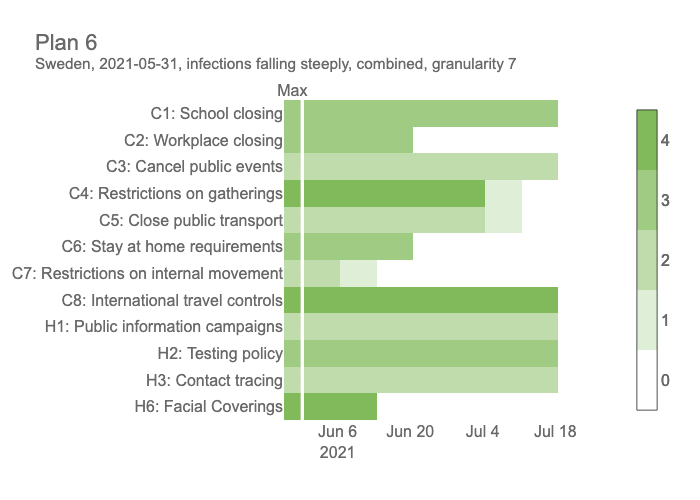 Plan 6
Sweden, 2021-05-31, infections falling steeply, combined, granularity 7
Max
C1: School closing
C2: Workplace closing
C3: Cancel public events
C4: Restrictions on gatherings
C5: Close public transport
C6: Stay at home requirements
C7: Restrictions on internal movement
C8: International travel controls
H1: Public information campaigns
H2: Testing policy
H3: Contact tracing
H6: Facial Coverings
Jun 6 Jun 20 Jul 4 Jul 18
2021
4
3
2
1
0